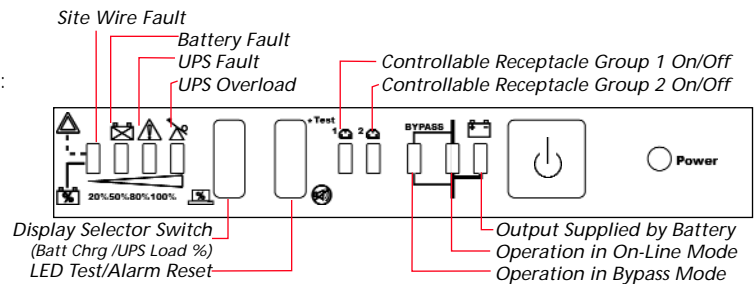 Site Wire Fault
Battery Fault
UPS Fault
UPS Overload
:
Controllable Receptacle Group 1 On/Off
Controllable Receptacle Group 2 On/Off
+Test
1 2
BYPASS
+ -
Power
%
20%50%80%100%
%
Display Selector Switch
(Batt Chrg /UPS Load %)
LED Test/Alarm Reset
Output Supplied by Battery
Operation in On-Line Mode
Operation in Bypass Mode